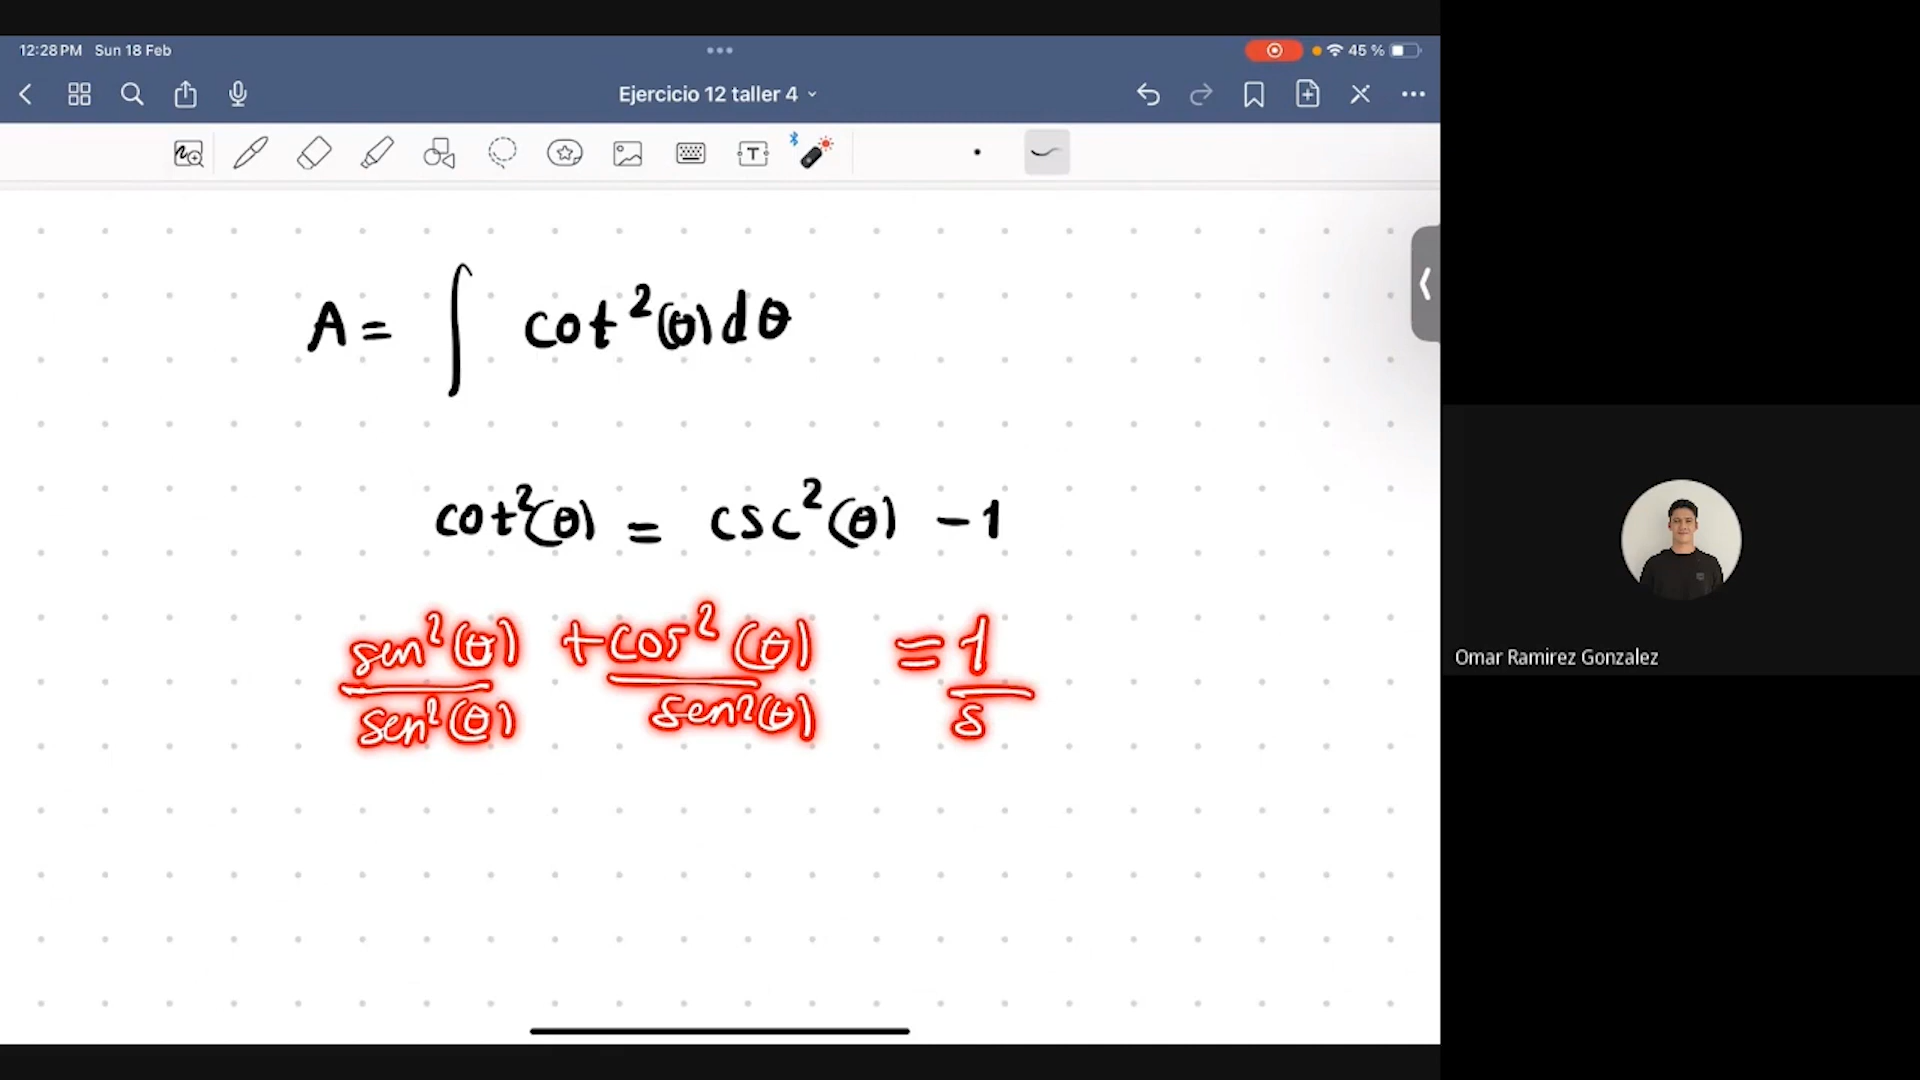 12:28 PM Sun 18 Feb
45 %
Ejercicio 12 taller 4
T
A = ∫ cot²(θ) dθ
cot²(θ) = csc²(θ) - 1
sen²(θ)/sen²(θ) + cos²(θ)/sen²(θ) = 1/s
Omar Ramirez Gonzalez